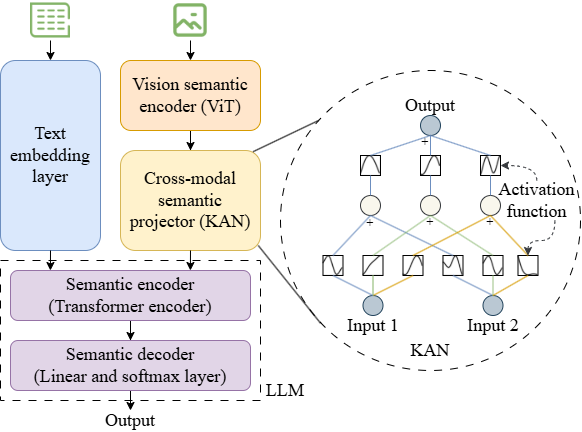 Vision semantic
encoder (ViT)
Text
embedding
layer
Cross-modal
semantic
projector (KAN)
Semantic encoder
(Transformer encoder)
Semantic decoder
(Linear and softmax layer)
LLM
Output
Output
+
Activation
function
+
+
+
Input 1
Input 2
KAN